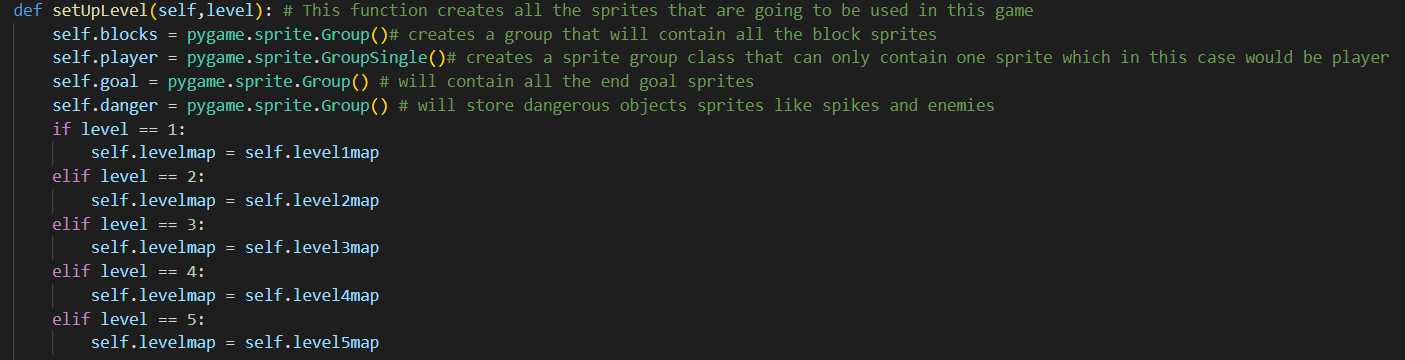 def setUpLevel(self,level): # This function creates all the sprites that are going to be used in this game
    self.blocks = pygame.sprite.Group()# creates a group that will contain all the block sprites
    self.player = pygame.sprite.GroupSingle()# creates a sprite group class that can only contain one sprite which in this case would be player
    self.goal = pygame.sprite.Group() # will contain all the end goal sprites
    self.danger = pygame.sprite.Group() # will store dangerous objects sprites like spikes and enemies
    if level == 1:
        self.levelmap = self.level1map
    elif level == 2:
        self.levelmap = self.level2map
    elif level == 3:
        self.levelmap = self.level3map
    elif level == 4:
        self.levelmap = self.level4map
    elif level == 5:
        self.levelmap = self.level5map